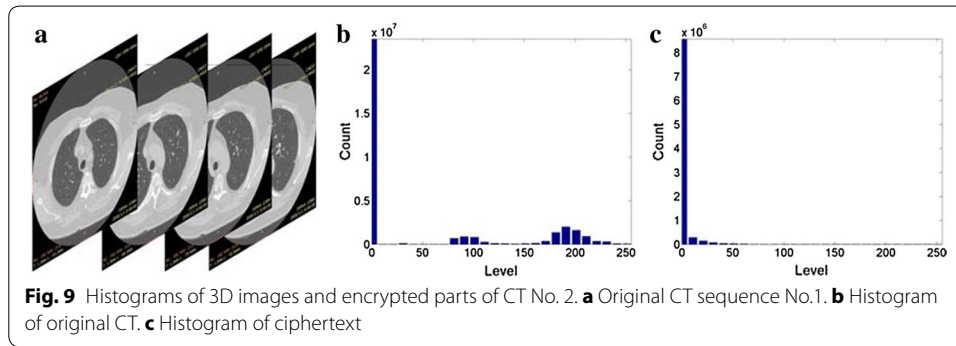 a
b
c
x 10⁷
2
1.5
1
0.5
0
Count
0 50 100 150 200 250
Level
x 10⁶
8
7
6
5
4
3
2
1
0
Count
0 50 100 150 200 250
Level
Fig. 9 Histograms of 3D images and encrypted parts of CT No. 2. a Original CT sequence No.1. b Histogram
of original CT. c Histogram of ciphertext